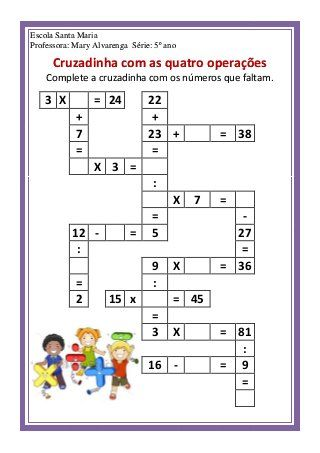 Escola Santa Maria
Professora: Mary Alvarenga Série: 5º ano
Cruzadinha com as quatro operações
Complete a cruzadinha com os números que faltam.
3 X = 24 22
+ +
7 23 + = 38
= =
X 3 =
:
X 7 =
= -
12 - = 5 27
: =
9 X = 36
= :
2 15 x = 45
=
3 X = 81
:
16 - = 9
=